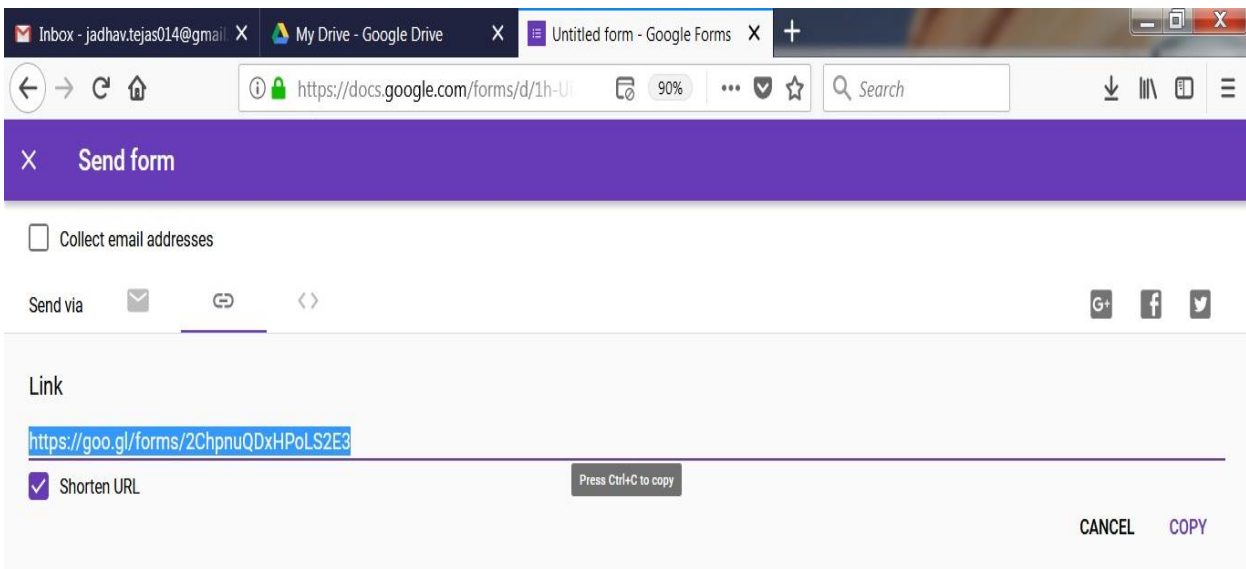 Inbox - jadhav.tejas014@gmail
My Drive - Google Drive
Untitled form - Google Forms
https://docs.google.com/forms/d/1h-U
90%
Search
Send form
Collect email addresses
Send via
G+
Link
https://goo.gl/forms/2ChpnuQDxHPoLS2E3
Shorten URL
Press Ctrl+C to copy
CANCEL COPY